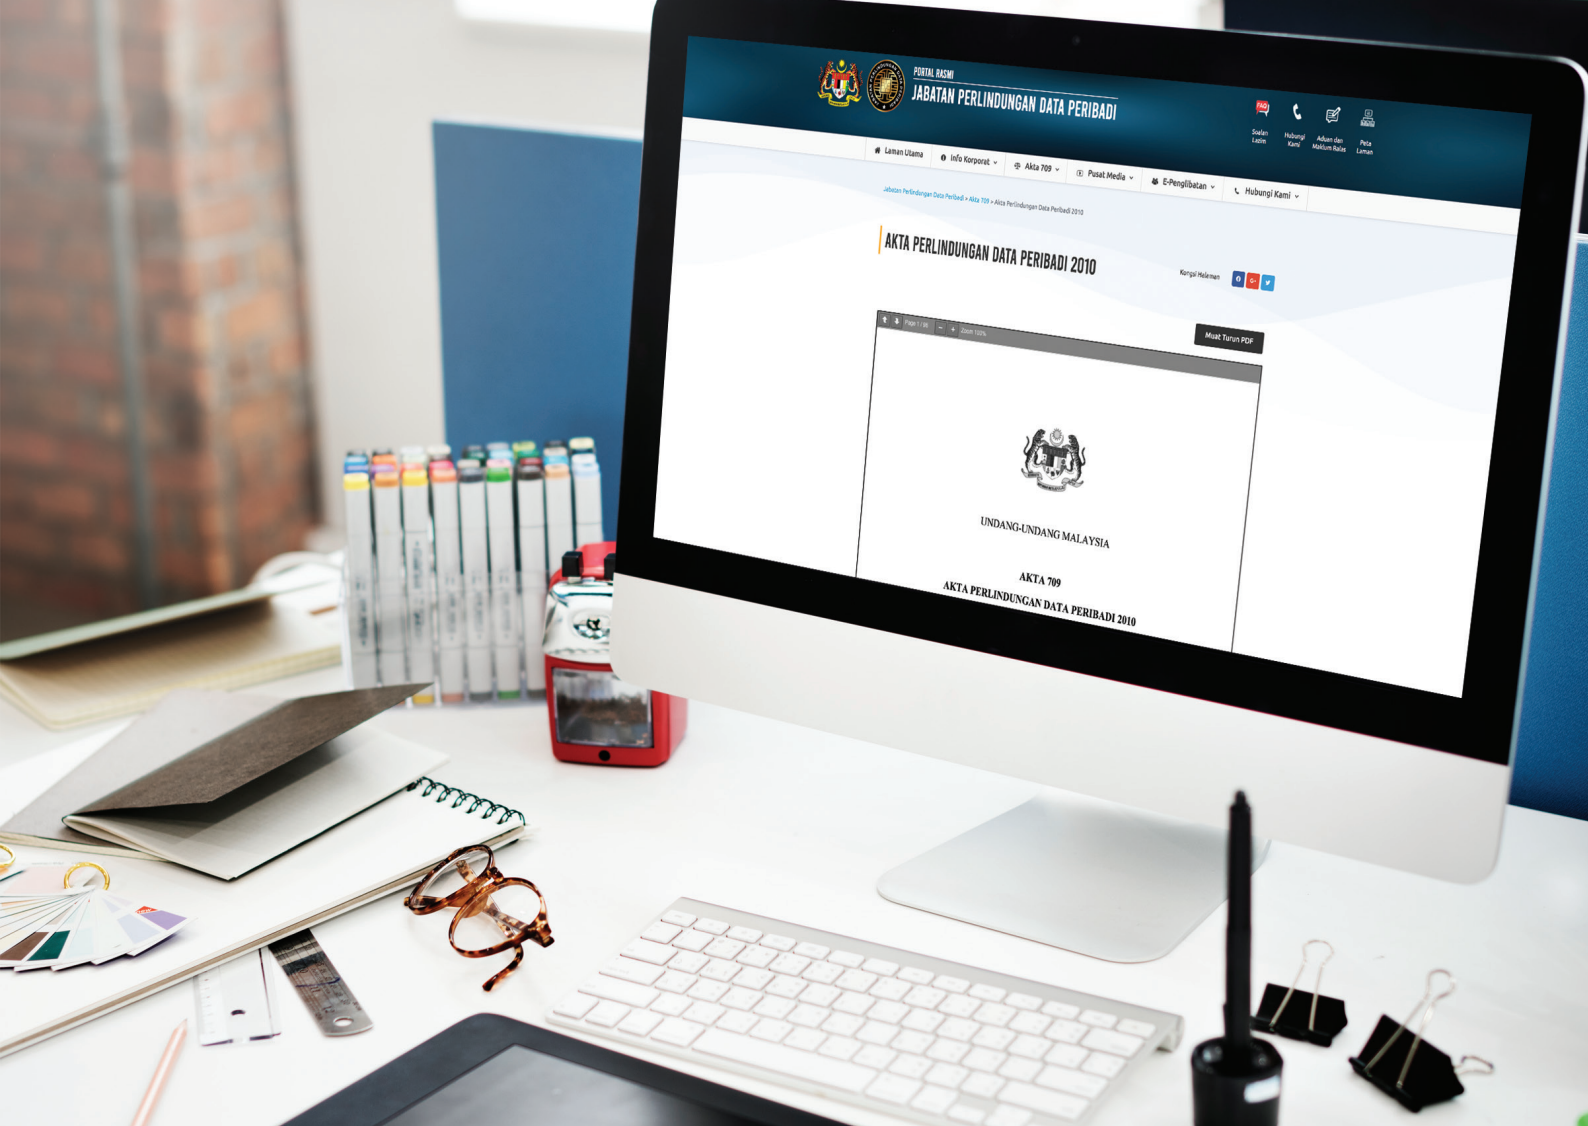 PORTAL RASMI
JABATAN PERLINDUNGAN DATA PERIBADI
FAQ
Soalan Lazim
Hubungi Kami
Aduan dan Maklum Balas
Peta Laman
Laman Utama
Info Korporat
Akta 709
Pusat Media
E-Penglibatan
Hubungi Kami
Jabatan Perlindungan Data Peribadi > Akta 709 > Akta Perlindungan Data Peribadi 2010
AKTA PERLINDUNGAN DATA PERIBADI 2010
Kongsi Halaman
G+
Muat Turun PDF
Zoom 100%
UNDANG-UNDANG MALAYSIA
AKTA 709
AKTA PERLINDUNGAN DATA PERIBADI 2010